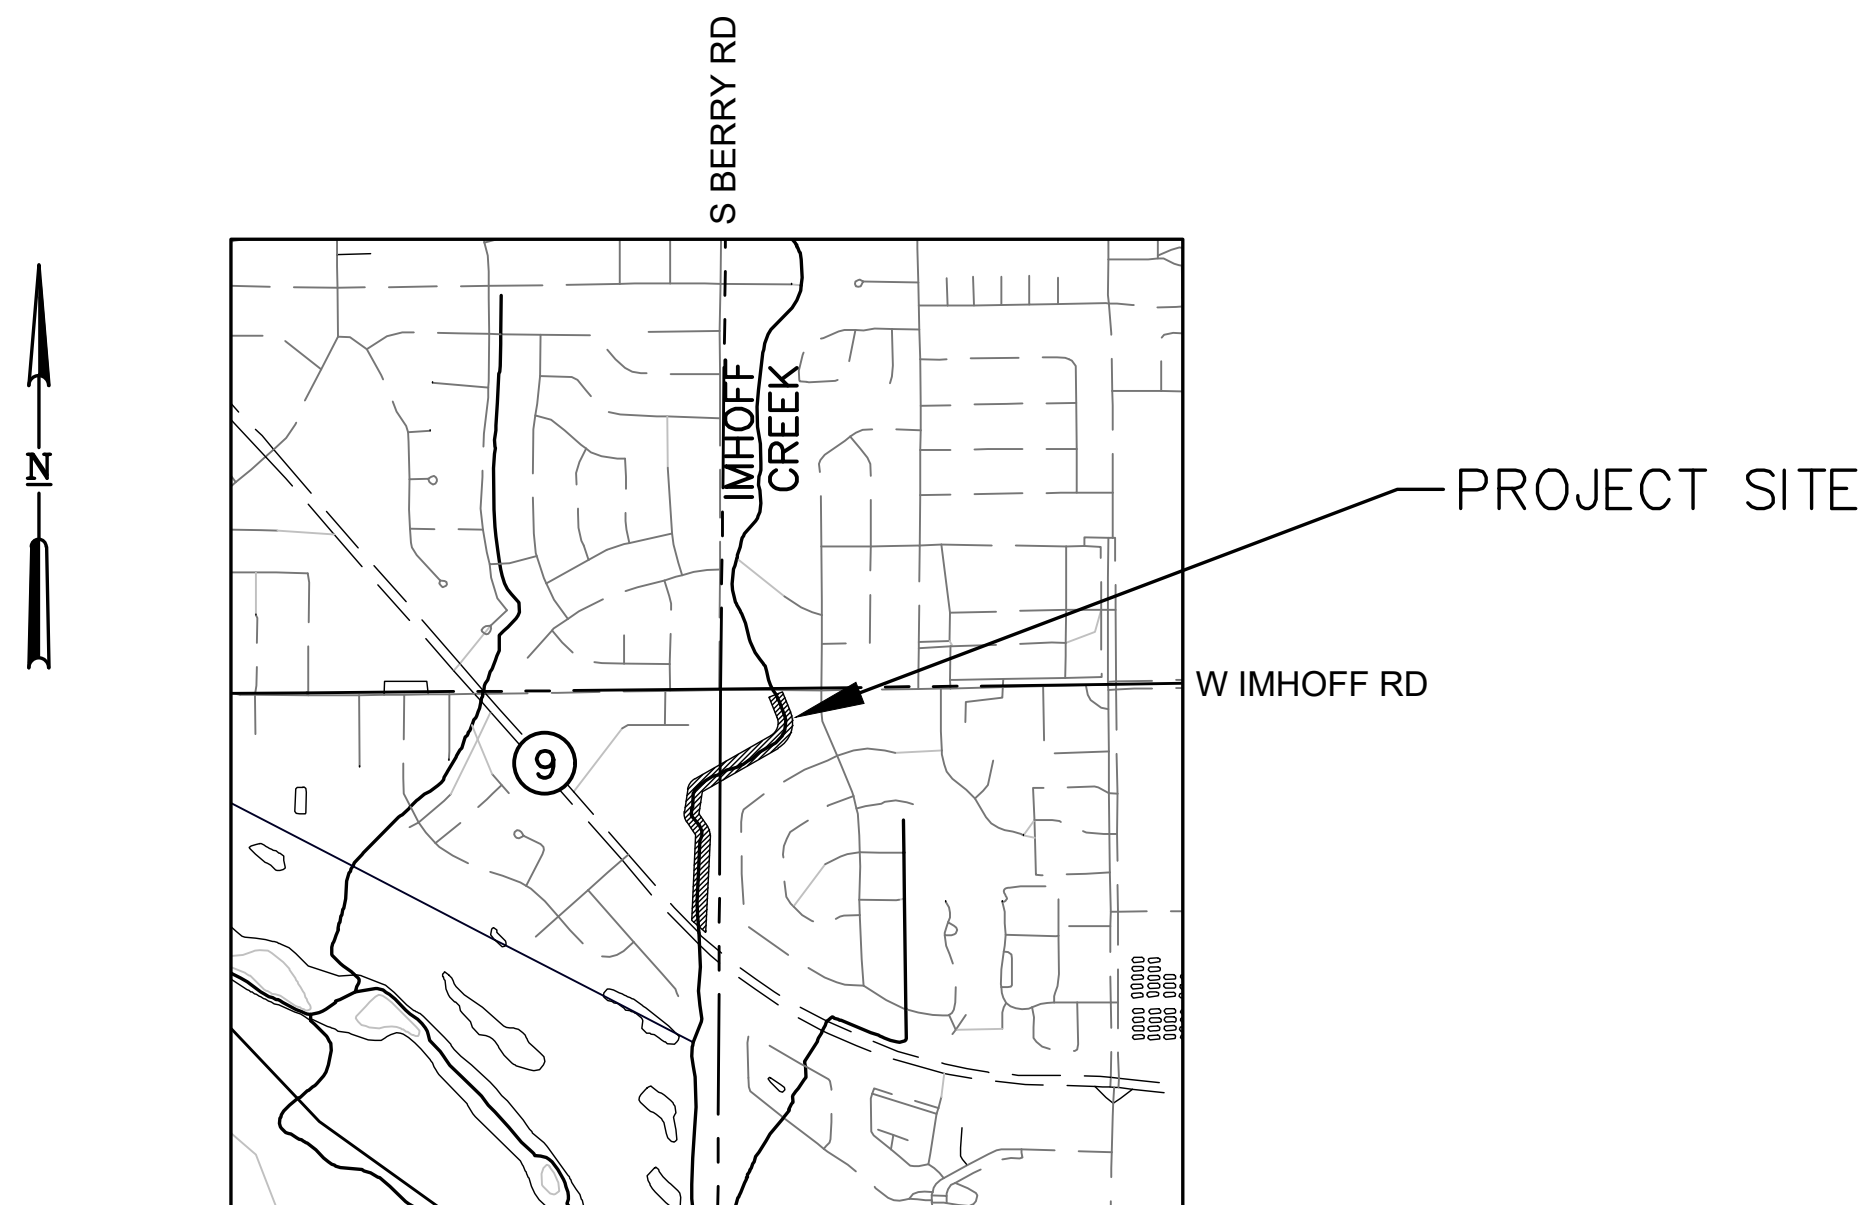 S BERRY RD
IMHOFF
CREEK
N
PROJECT SITE
W IMHOFF RD
9